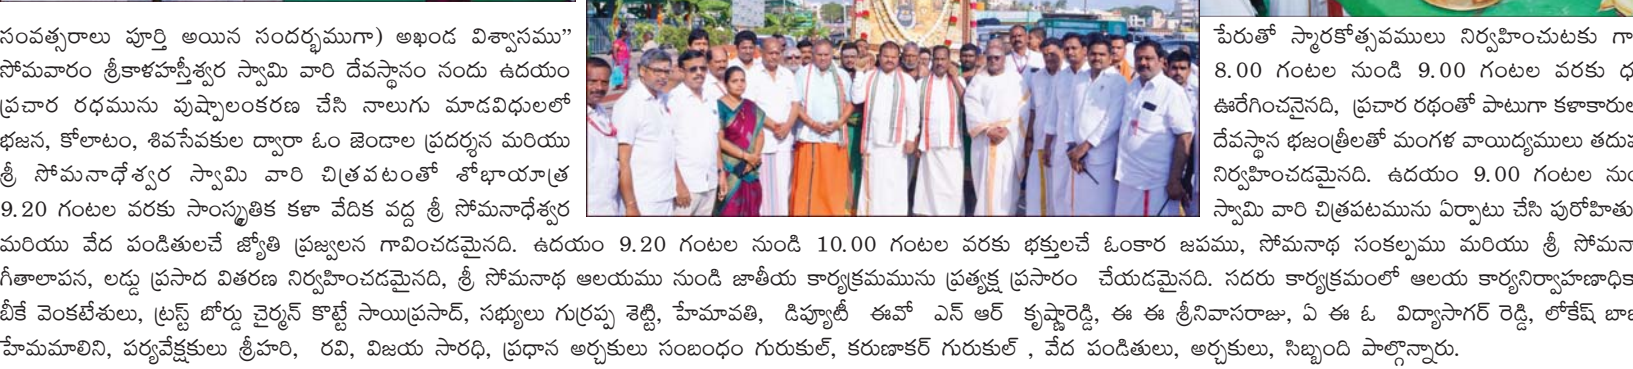 సంవత్సరాలు పూర్తి అయిన సందర్భముగా) అఖండ విశ్వాసము”
సోమవారం శ్రీకాళహస్తీశ్వర స్వామి వారి దేవస్థానం నందు ఉదయం
ప్రచార రధమును పుష్పాలంకరణ చేసి నాలుగు మాడవిధులలో
భజన, కోలాటం, శివసేవకుల ద్వారా ఓం జెండాల ప్రదర్శన మరియు
శ్రీ సోమనాధేశ్వర స్వామి వారి చిత్రవటంతో శోభాయాత్ర
9.20 గంటల వరకు సాంస్కృతిక కళా వేదిక వద్ద శ్రీ సోమనాధేశ్వర
పేరుతో స్మారకోత్సవములు నిర్వహించుటకు
8.00 గంటల నుండి 9.00 గంటల వరకు
ఊరేగించనైనది, ప్రచార రథంతో పాటుగా
దేవస్థాన భజంత్రీలతో మంగళ వాయిద్యములు
నిర్వహించడమైనది. ఉదయం 9.00 గంటల
స్వామి వారి చిత్రపటమును ఏర్పాటు చేసి
మరియు వేద పండితులచే జ్యోతి ప్రజ్వలన గావించడమైనది. ఉదయం 9.20 గంటల నుండి 10.00 గంటల వరకు భక్తులచే ఓంకార జపము, సోమనాథ సంకల్పము మరియు శ్రీ
గీతాలాపన, లడ్డు ప్రసాద వితరణ నిర్వహించడమైనది, శ్రీ సోమనాథ ఆలయము నుండి జాతీయ కార్యక్రమమును ప్రత్యక్ష ప్రసారం చేయడమైనది. సదరు కార్యక్రమంలో ఆలయ
బీకే వెంకటేశులు, ట్రస్ట్ బోర్డు చైర్మన్ కొట్టే సాయిప్రసాద్, సభ్యులు గుర్రప్ప శెట్టి, హేమావతి, డిప్యూటీ ఈవో ఎన్ ఆర్ కృష్ణారెడ్డి, ఈ ఈ శ్రీనివాసరాజు, ఏ ఈ ఓ విద్యాసాగర్ రెడ్డి, లోకేష్
హేమమాలిని, పర్యవేక్షకులు శ్రీహరి, రవి, విజయ సారధి, ప్రధాన అర్చకులు సంబంధం గురుకుల్, కరుణాకర్ గురుకుల్ , వేద పండితులు, అర్చకులు, సిబ్బంది పాల్గొన్నారు.